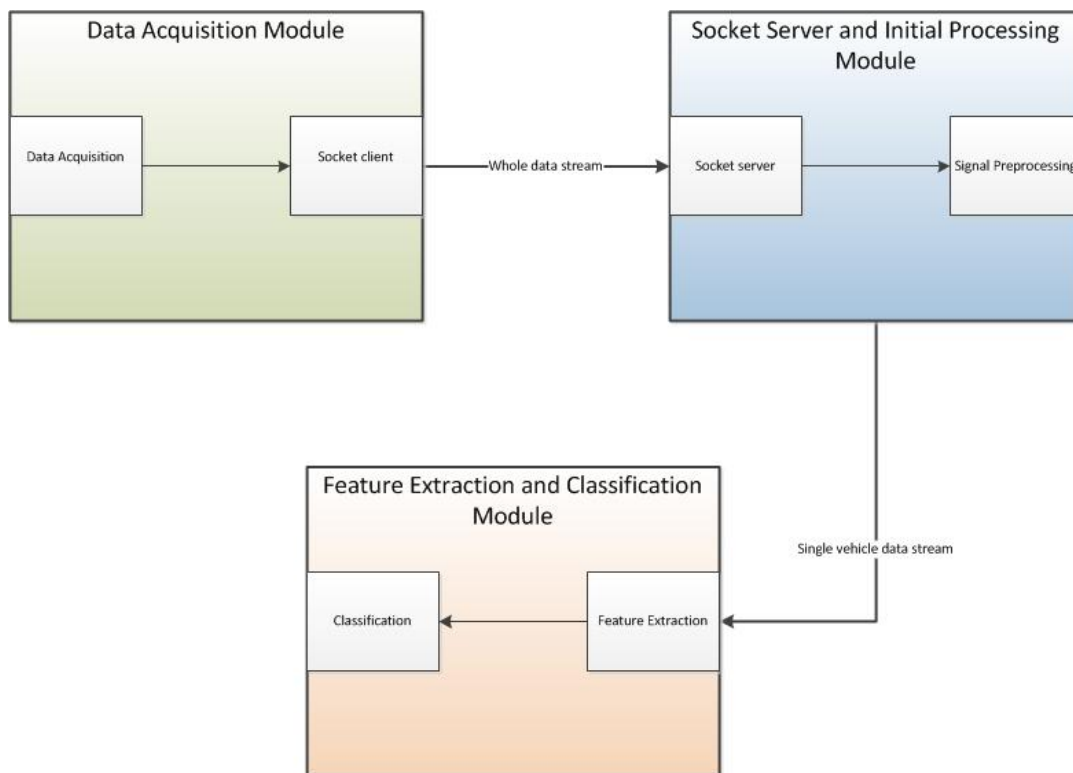 Data Acquisition Module
Socket Server and Initial Processing
Module
Data Acquisition
Socket client
Whole data stream
Socket server
Signal Preprocessing
Feature Extraction and Classification
Module
Single vehicle data stream
Classification
Feature Extraction